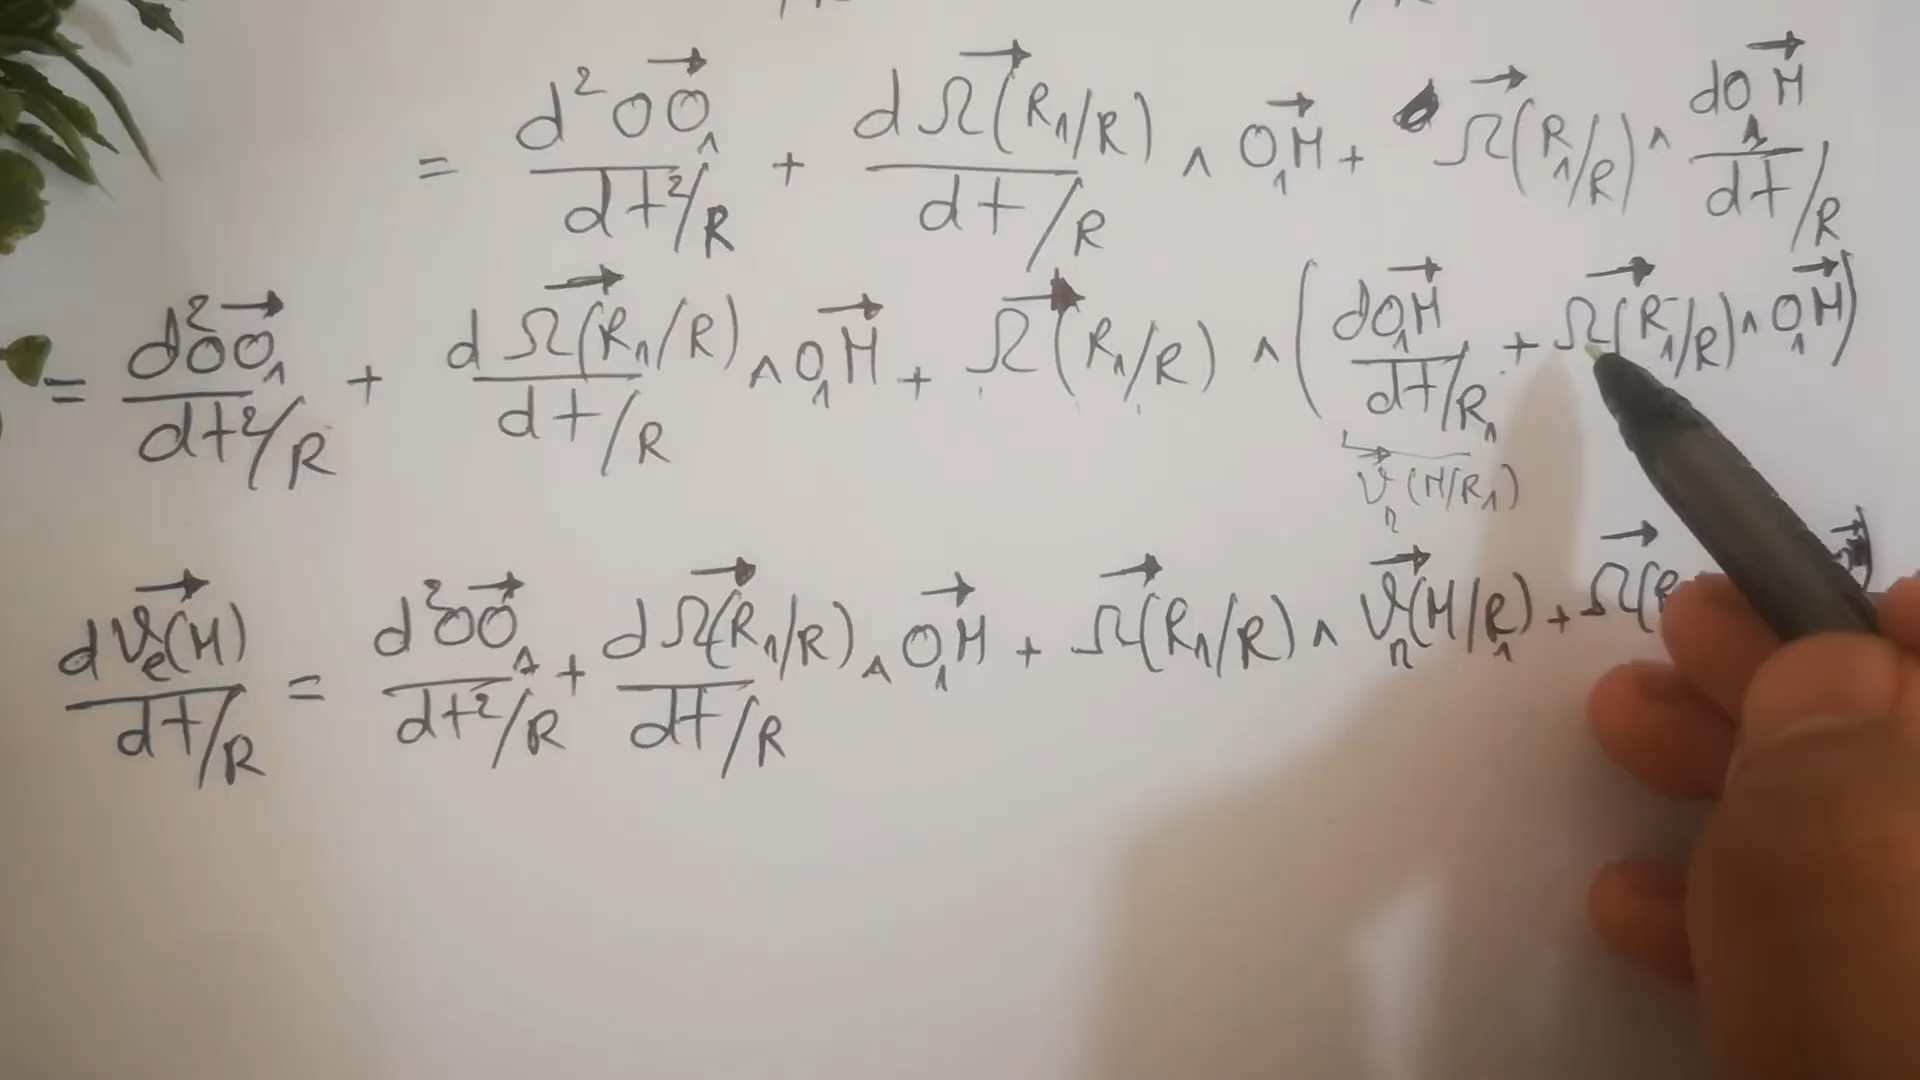 = d²OO₁/dt²/R + dΩ(R₁/R)/dt/R ∧ O₁M + Ω(R₁/R) ∧ dO₁M/dt/R
= d²OO₁/dt²/R + dΩ(R₁/R)/dt/R ∧ O₁M + Ω(R₁/R) ∧ (dO₁M/dt/R₁ + Ω(R₁/R) ∧ O₁M)
𝒱r(M/R₁)
d𝒱e(M)/dt/R = d²OO₁/dt²/R + dΩ(R₁/R)/dt/R ∧ O₁M + Ω(R₁/R) ∧ 𝒱r(M/R₁) + Ω(R